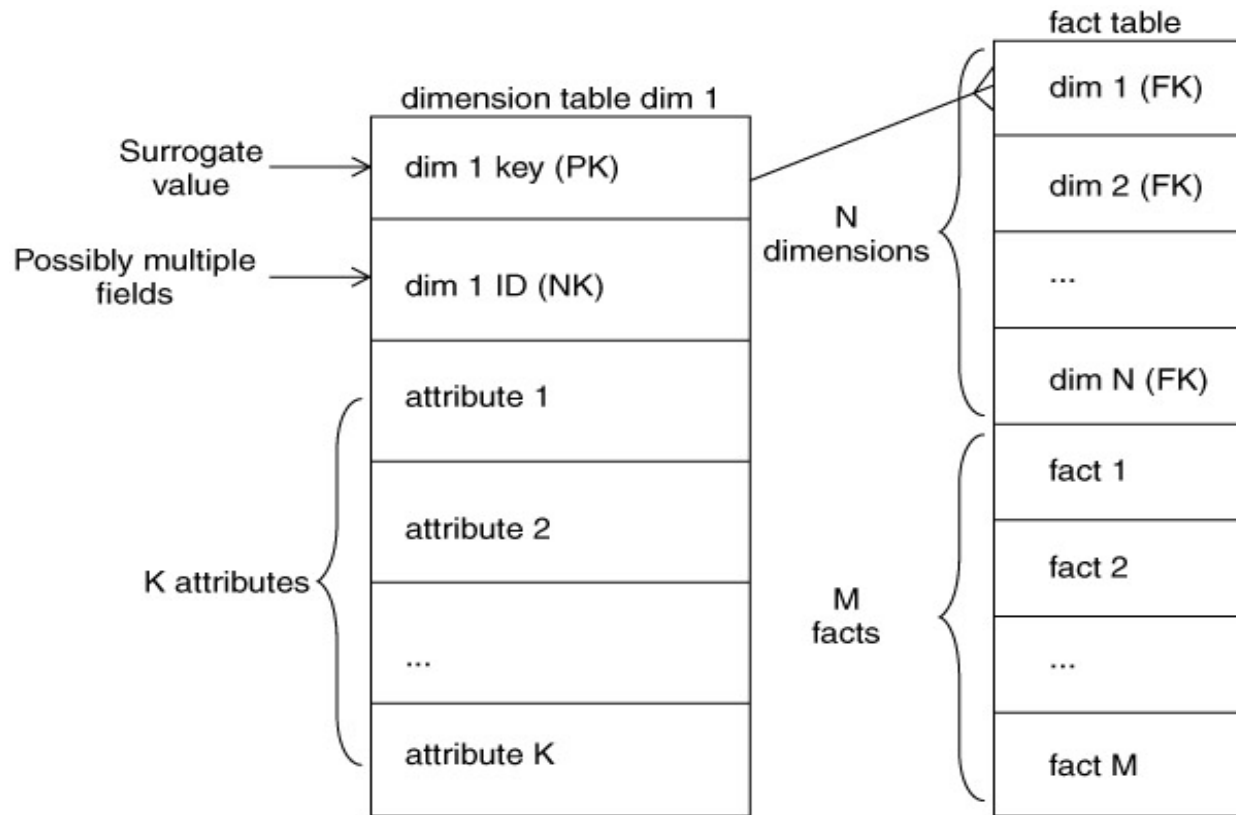 fact table
dimension table dim 1
Surrogate
value
dim 1 key (PK)
Possibly multiple
fields
dim 1 ID (NK)
K attributes
attribute 1
attribute 2
...
attribute K
N
dimensions
dim 1 (FK)
dim 2 (FK)
...
dim N (FK)
M
facts
fact 1
fact 2
...
fact M